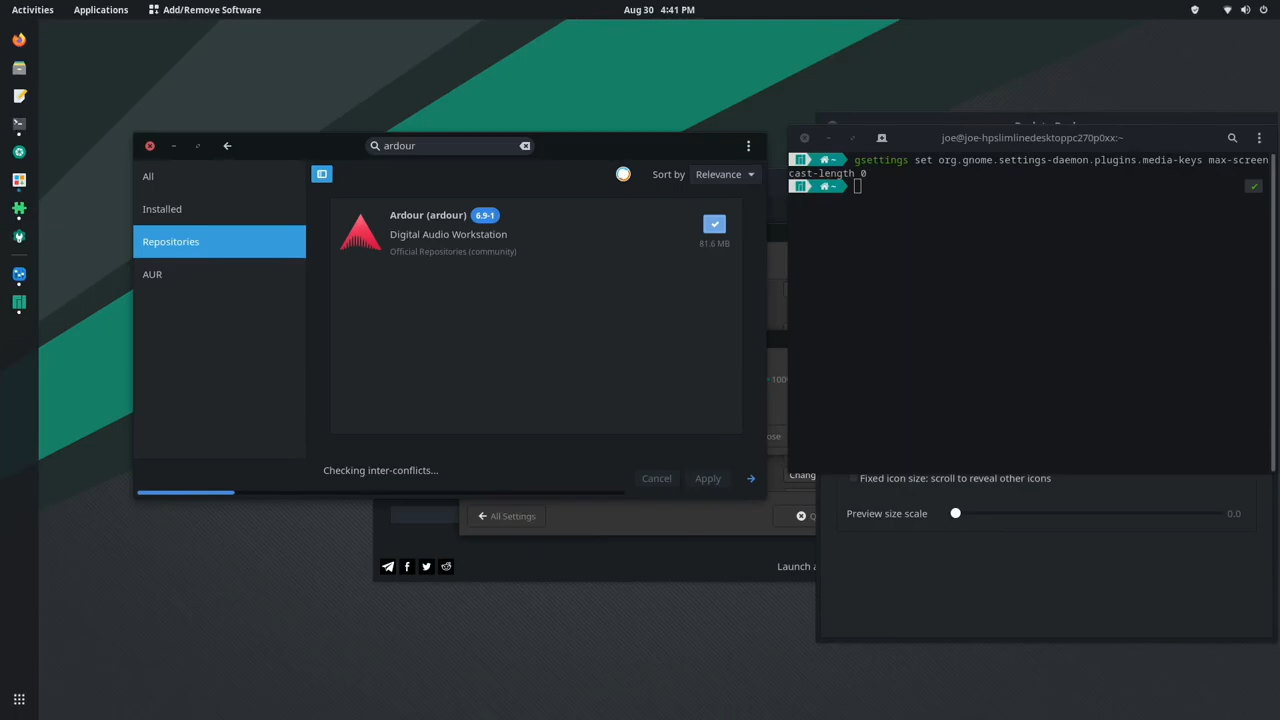 Activities Applications Add/Remove Software Aug 30 4:41 PM
ardour
All
Installed
Repositories
AUR
Sort by Relevance
Ardour (ardour) 6.9-1
Digital Audio Workstation
Official Repositories (community)
81.6 MB
Checking inter-conflicts...
Cancel Apply
joe@joe-hpslimlinedesktoppc270p0xx:~
~ gsettings set org.gnome.settings-daemon.plugins.media-keys max-screen
cast-length 0
~
100%
ose
Chang
All Settings
Q
Launch a
Fixed icon size: scroll to reveal other icons
Preview size scale 0.0